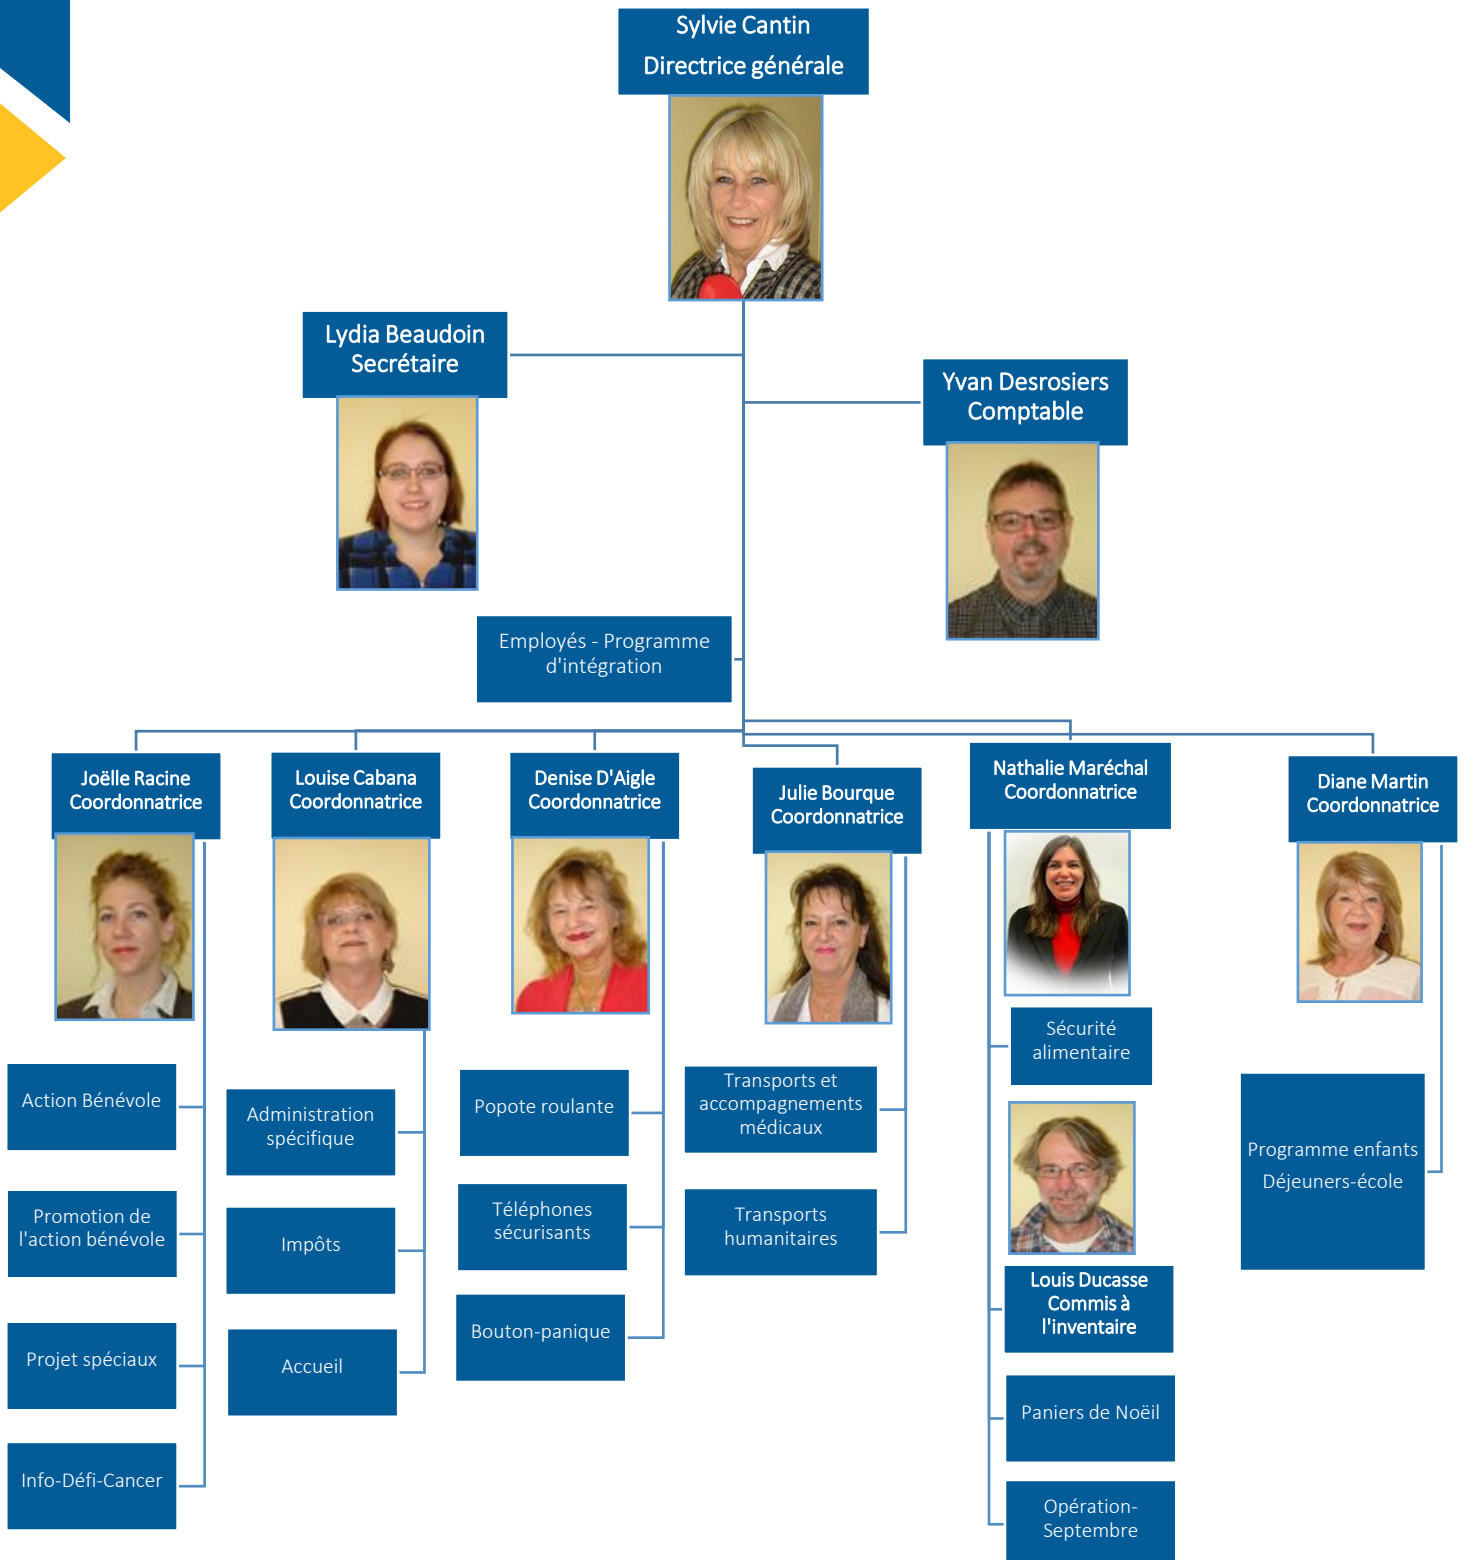 Sylvie Cantin
Directrice générale
Lydia Beaudoin
Secrétaire
Yvan Desrosiers
Comptable
Employés - Programme
d'intégration
Joëlle Racine
Coordonnatrice
Louise Cabana
Coordonnatrice
Denise D'Aigle
Coordonnatrice
Julie Bourque
Coordonnatrice
Nathalie Maréchal
Coordonnatrice
Diane Martin
Coordonnatrice
Action Bénévole
Promotion de
l'action bénévole
Projet spéciaux
Info-Défi-Cancer
Administration
spécifique
Impôts
Accueil
Popote roulante
Téléphones
sécurisants
Bouton-panique
Transports et
accompagnements
médicaux
Transports
humanitaires
Sécurité
alimentaire
Louis Ducasse
Commis à
l'inventaire
Paniers de Noëil
Opération-
Septembre
Programme enfants
Déjeuners-école